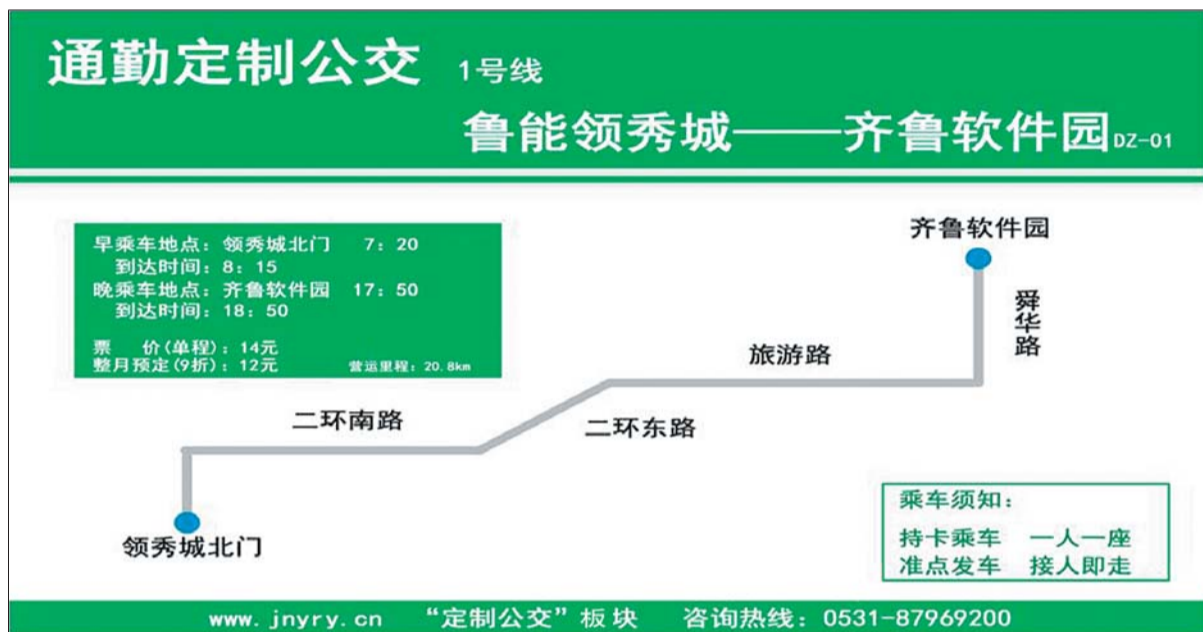 通勤定制公交 1号线
鲁能领秀城——齐鲁软件园DZ-01
早乘车地点：领秀城北门 7：20
到达时间：8：15
晚乘车地点：齐鲁软件园 17：50
到达时间：18：50
票 价(单程)：14元
整月预定(9折)：12元 营运里程：20.8km
齐鲁软件园
舜华路
旅游路
二环南路
二环东路
领秀城北门
乘车须知：
持卡乘车 一人一座
准点发车 接人即走
www.jnyry.cn “定制公交”板块 咨询热线：0531-87969200